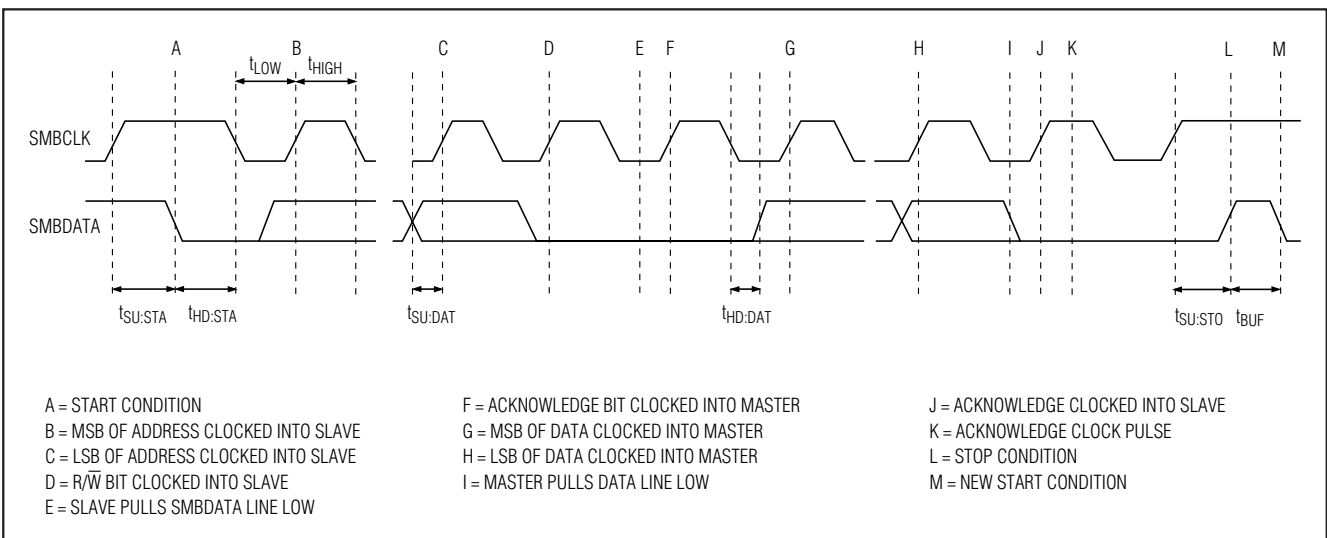 A B C D E F G H I J K L M
tLOW tHIGH
SMBCLK
SMBDATA
tSU:STA tHD:STA tSU:DAT tHD:DAT tSU:STO tBUF
A = START CONDITION
B = MSB OF ADDRESS CLOCKED INTO SLAVE
C = LSB OF ADDRESS CLOCKED INTO SLAVE
D = R/W̅ BIT CLOCKED INTO SLAVE
E = SLAVE PULLS SMBDATA LINE LOW
F = ACKNOWLEDGE BIT CLOCKED INTO MASTER
G = MSB OF DATA CLOCKED INTO MASTER
H = LSB OF DATA CLOCKED INTO MASTER
I = MASTER PULLS DATA LINE LOW
J = ACKNOWLEDGE CLOCKED INTO SLAVE
K = ACKNOWLEDGE CLOCK PULSE
L = STOP CONDITION
M = NEW START CONDITION